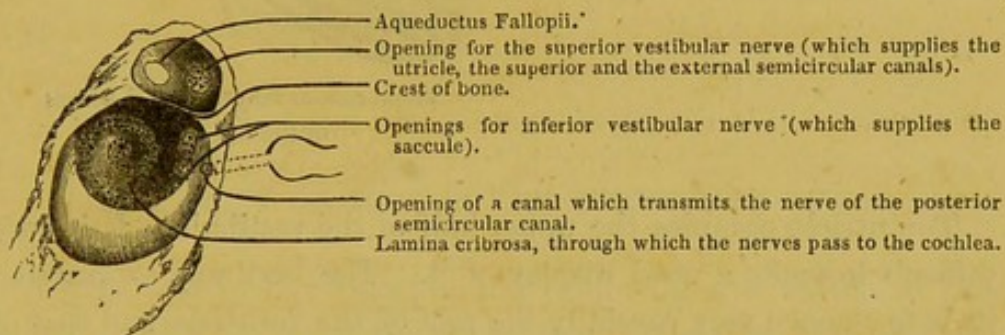 Aqueductus Fallopii.
Opening for the superior vestibular nerve (which supplies the
utricle, the superior and the external semicircular canals).
Crest of bone.
Openings for inferior vestibular nerve (which supplies the
saccule).
Opening of a canal which transmits the nerve of the posterior
semicircular canal.
Lamina cribrosa, through which the nerves pass to the cochlea.